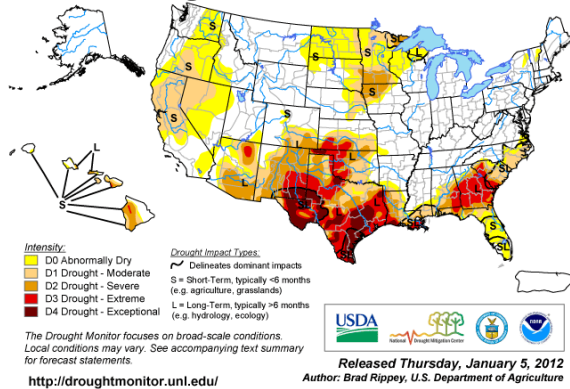 S
SL
S
S
S
S
S
S
L
L
L
SL
SL
SL
S
SL
L
S
Intensity:
D0 Abnormally Dry
D1 Drought - Moderate
D2 Drought - Severe
D3 Drought - Extreme
D4 Drought - Exceptional
Drought Impact Types:
Delineates dominant impacts
S = Short-Term, typically <6 months
(e.g. agriculture, grasslands)
L = Long-Term, typically >6 months
(e.g. hydrology, ecology)
The Drought Monitor focuses on broad-scale conditions.
Local conditions may vary. See accompanying text summary
for forecast statements.
http://droughtmonitor.unl.edu/
USDA
National Drought Mitigation Center
NOAA
Released Thursday, January 5, 2012
Author: Brad Rippey, U.S. Department of Agriculture